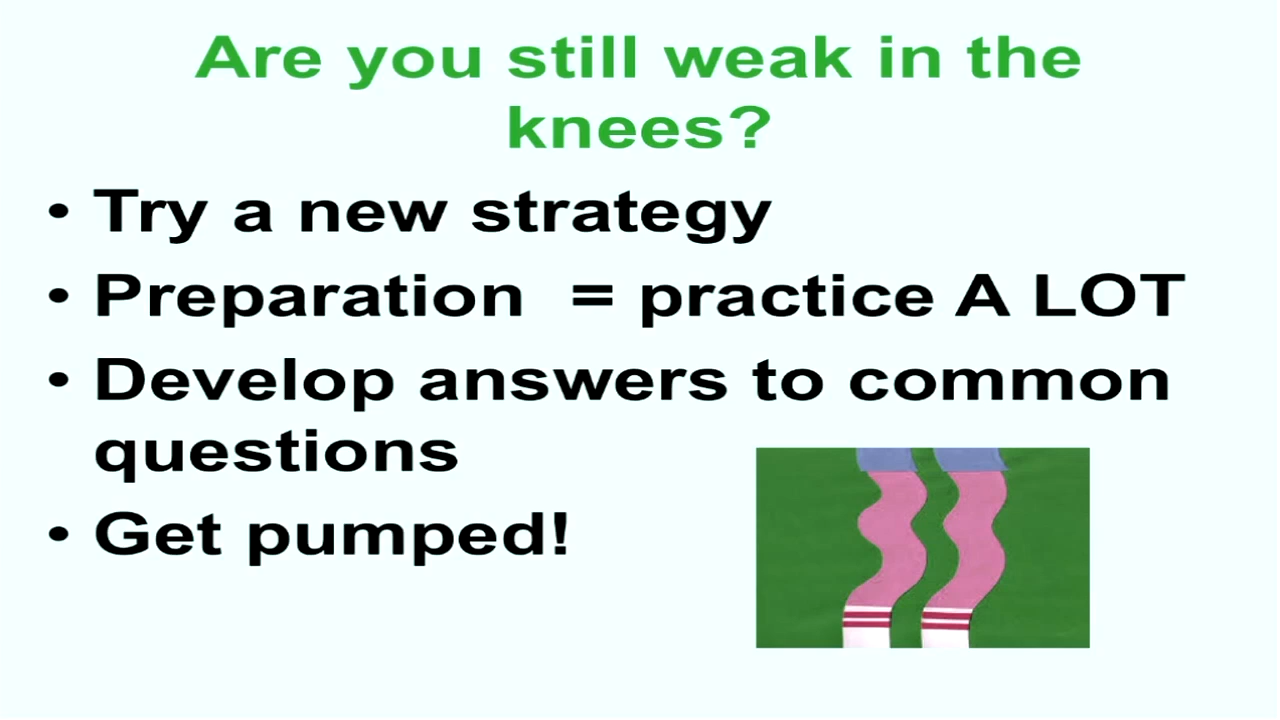 Are you still weak in the
knees?
• Try a new strategy
• Preparation = practice A LOT
• Develop answers to common
questions
• Get pumped!